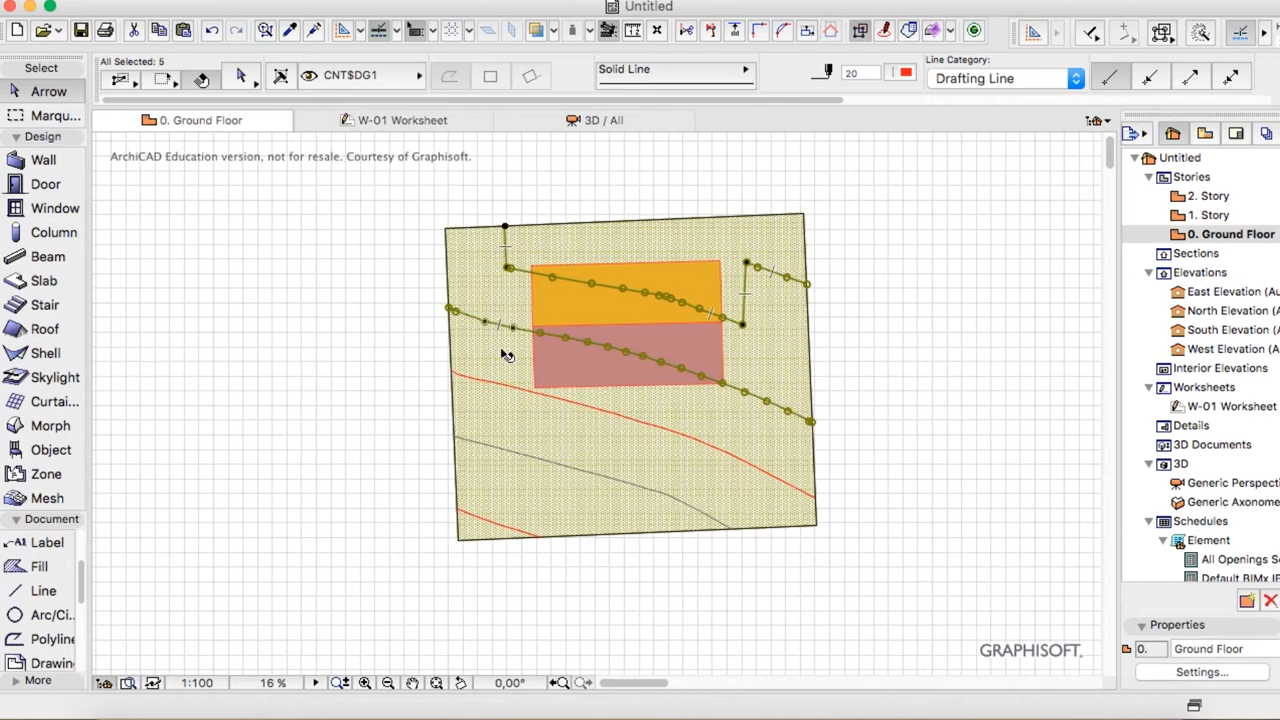 Untitled
All Selected: 5
CNT$DG1
Solid Line
20
Line Category:
Drafting Line
Select
Arrow
Marqu...
Design
Wall
Door
Window
Column
Beam
Slab
Stair
Roof
Shell
Skylight
Curtai...
Morph
Object
Zone
Mesh
Document
A1 Label
Fill
Line
Arc/Ci...
Polyline
Drawin
More
0. Ground Floor
W-01 Worksheet
3D / All
ArchiCAD Education version, not for resale. Courtesy of Graphisoft.
GRAPHISOFT.
1:100
16 %
0,00°
Untitled
Stories
2. Story
1. Story
0. Ground Floor
Sections
Elevations
East Elevation (Au
North Elevation (A
South Elevation (A
West Elevation (A
Interior Elevations
Worksheets
W-01 Worksheet
Details
3D Documents
3D
Generic Perspecti
Generic Axonome
Schedules
Element
All Openings Sc
Default BIMx IF
Properties
0.
Ground Floor
Settings...